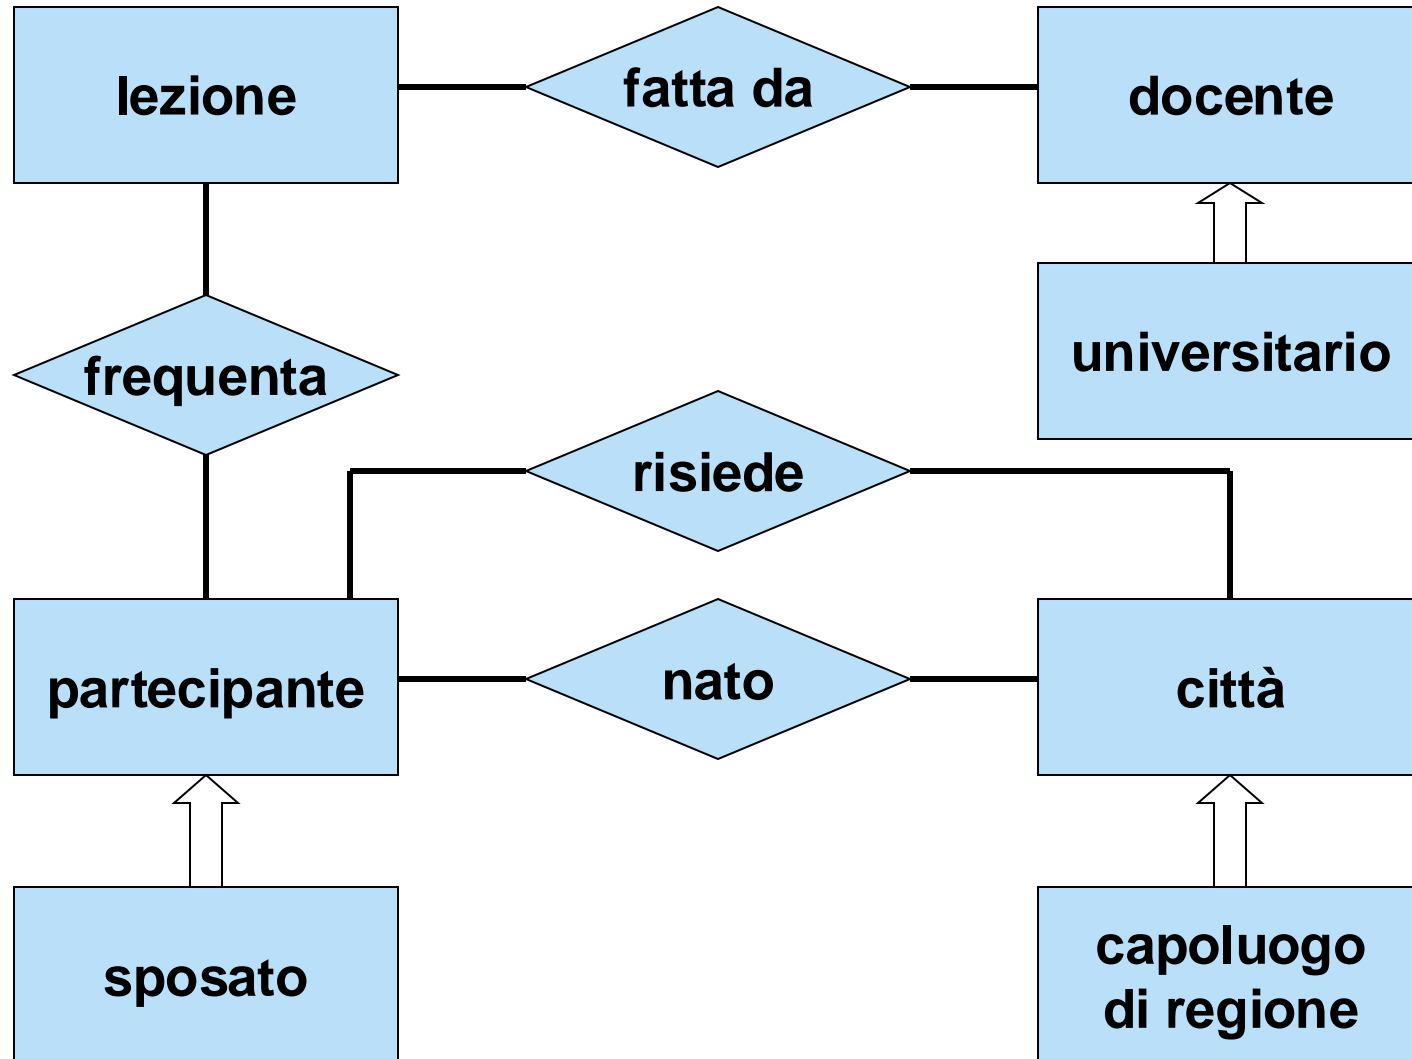 lezione
fatta da
docente
universitario
frequenta
risiede
partecipante
nato
città
sposato
capoluogo
di regione